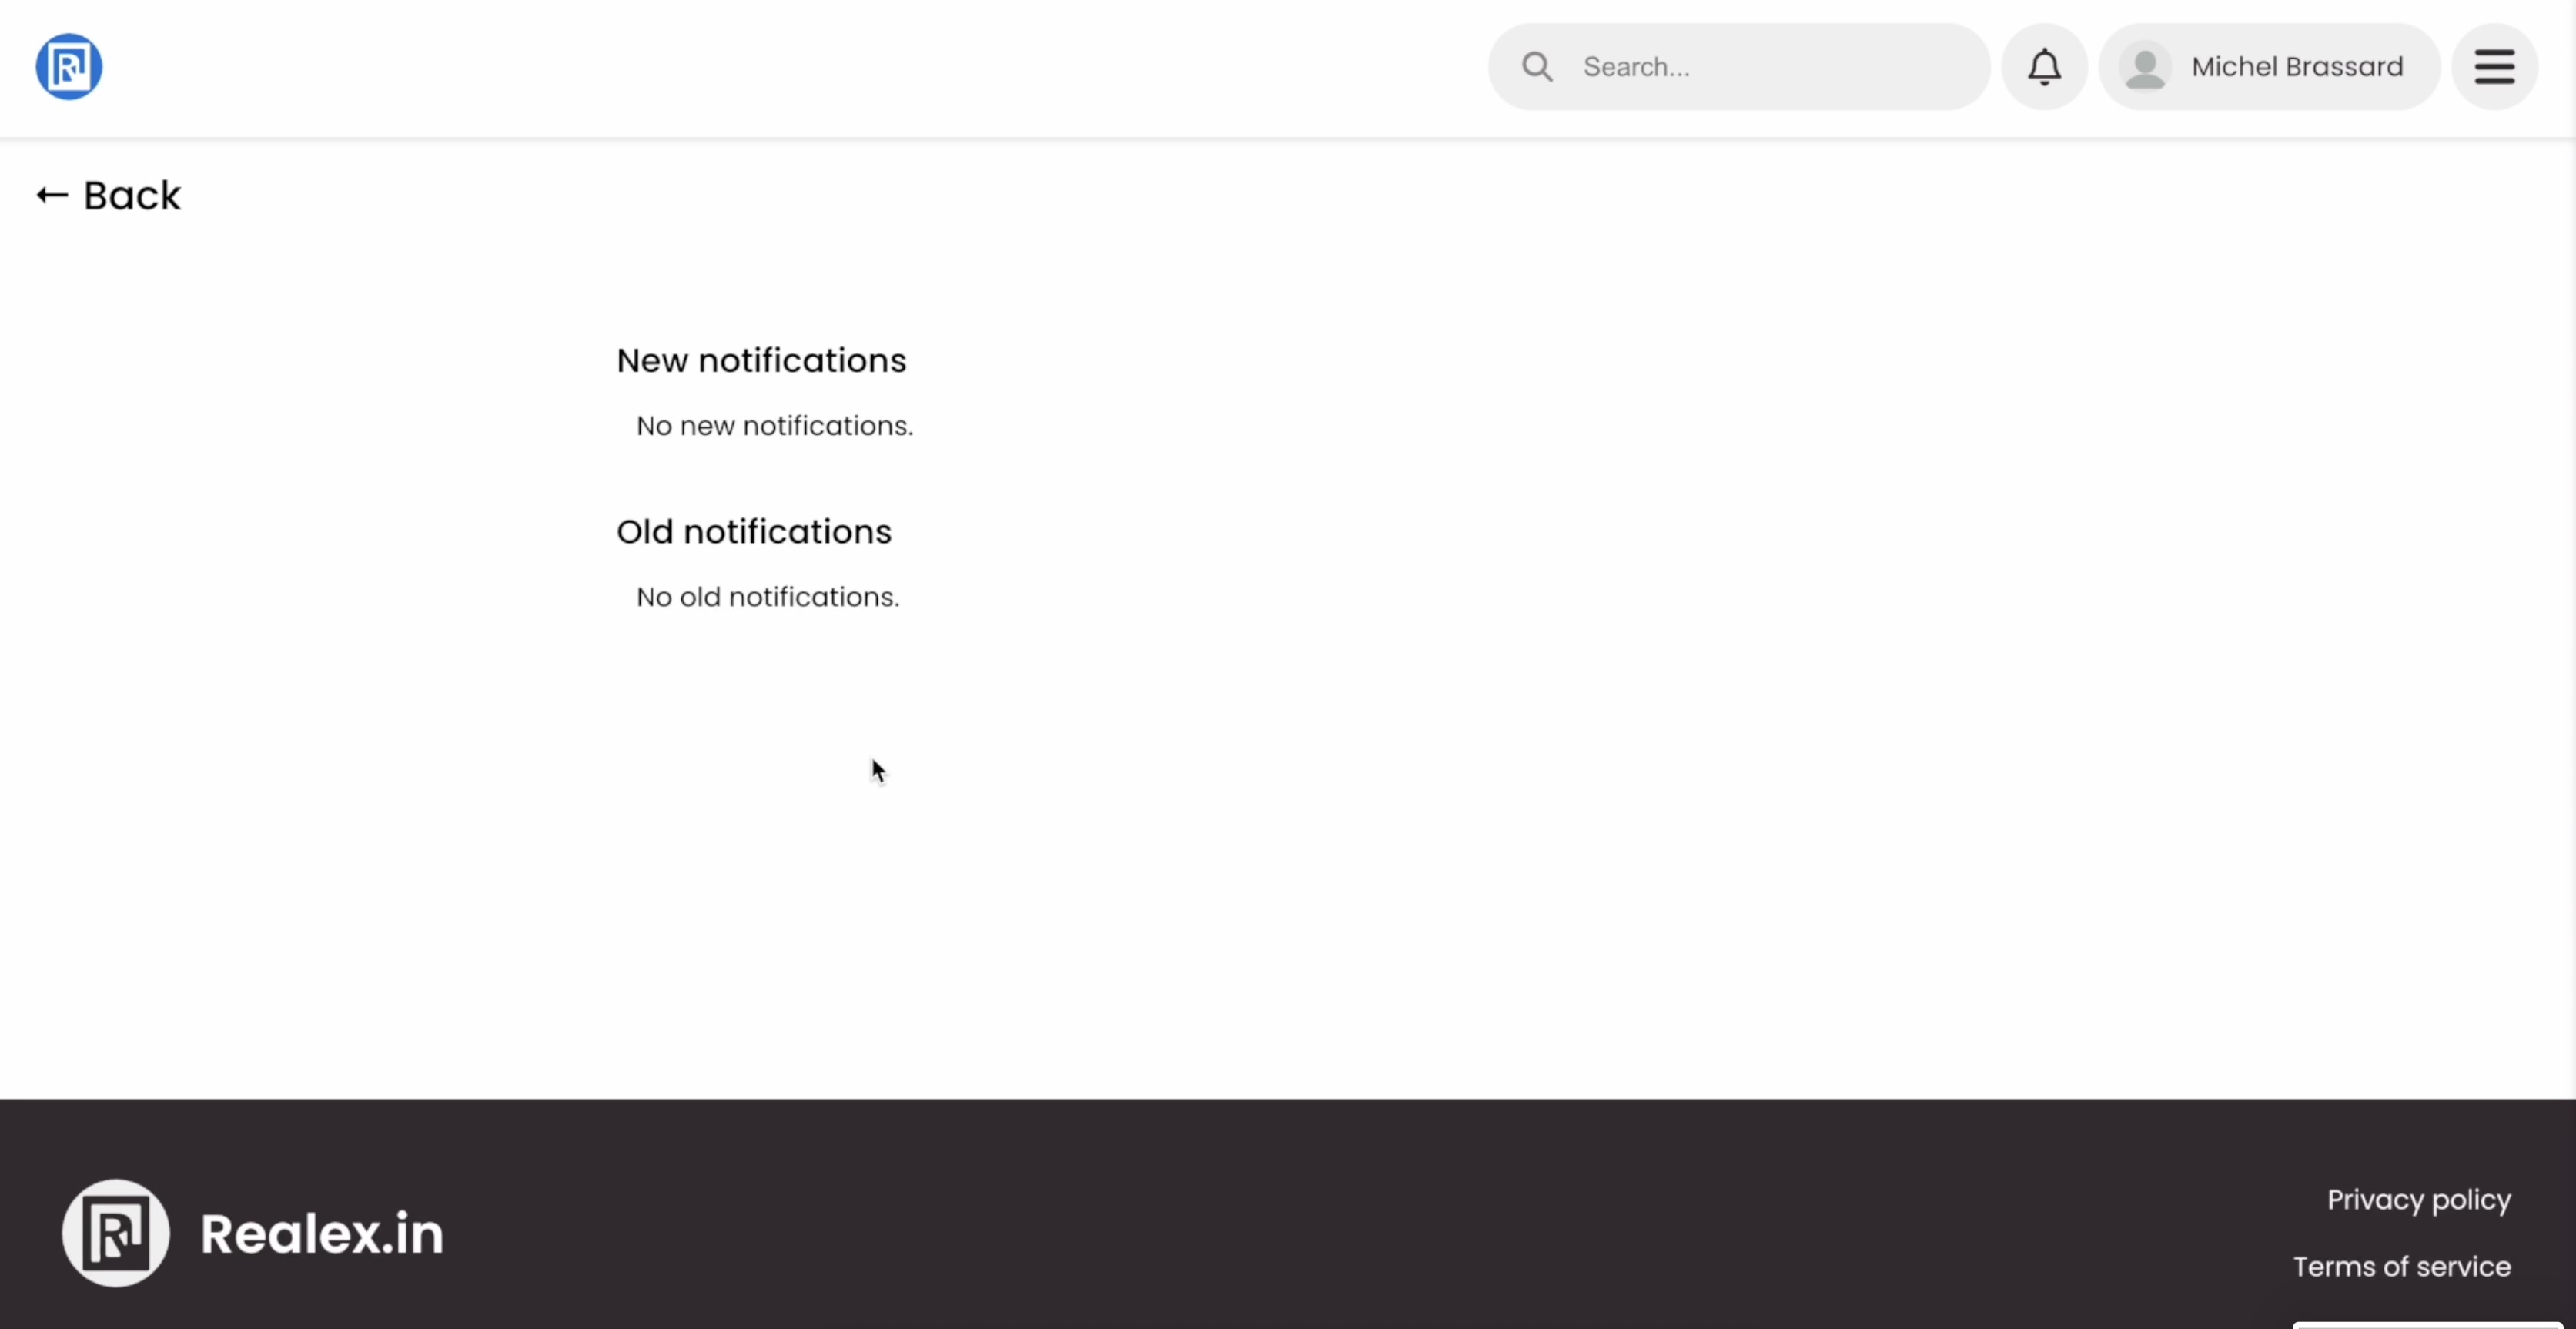 Search...
Michel Brassard
← Back
New notifications
No new notifications.
Old notifications
No old notifications.
Realex.in
Privacy policy
Terms of service